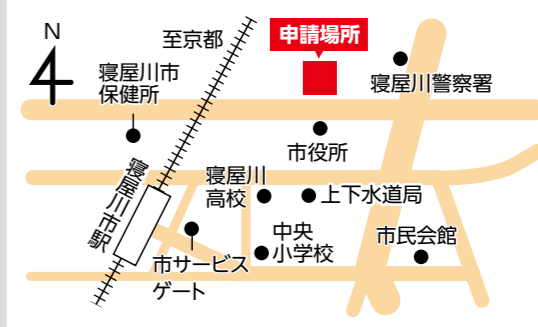 N
至京都
申請場所
寝屋川市
保健所
寝屋川警察署
市役所
寝屋川市駅
寝屋川
高校
上下水道局
中央
小学校
市民会館
市サービス
ゲート